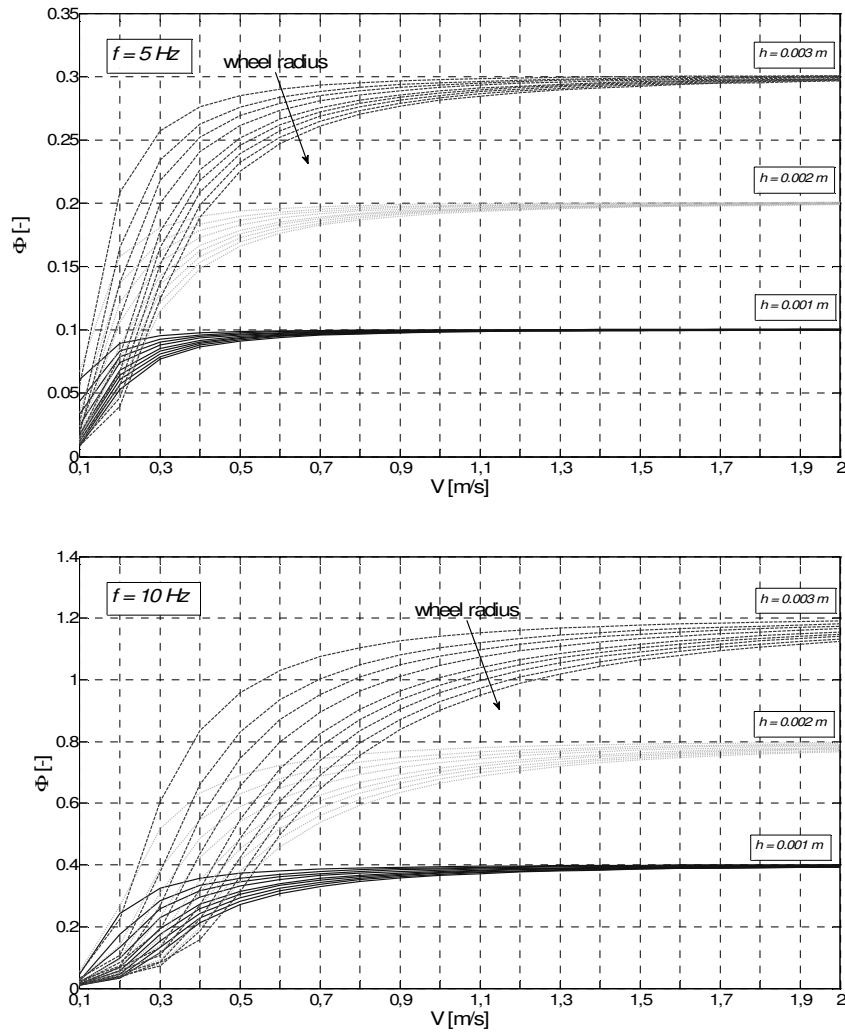 0.35
f = 5 Hz
wheel radius
h = 0.003 m
0.3
0.25
h = 0.002 m
0.2
Φ [-]
0.15
h = 0.001 m
0.1
0.05
0
0,1 0,3 0,5 0,7 0,9 1,1 1,3 1,5 1,7 1,9 2
V [m/s]
1.4
f = 10 Hz
wheel radius
h = 0.003 m
1.2
1
h = 0.002 m
0.8
Φ [-]
0.6
h = 0.001 m
0.4
0.2
0
0,1 0,3 0,5 0,7 0,9 1,1 1,3 1,5 1,7 1,9 2
V [m/s]